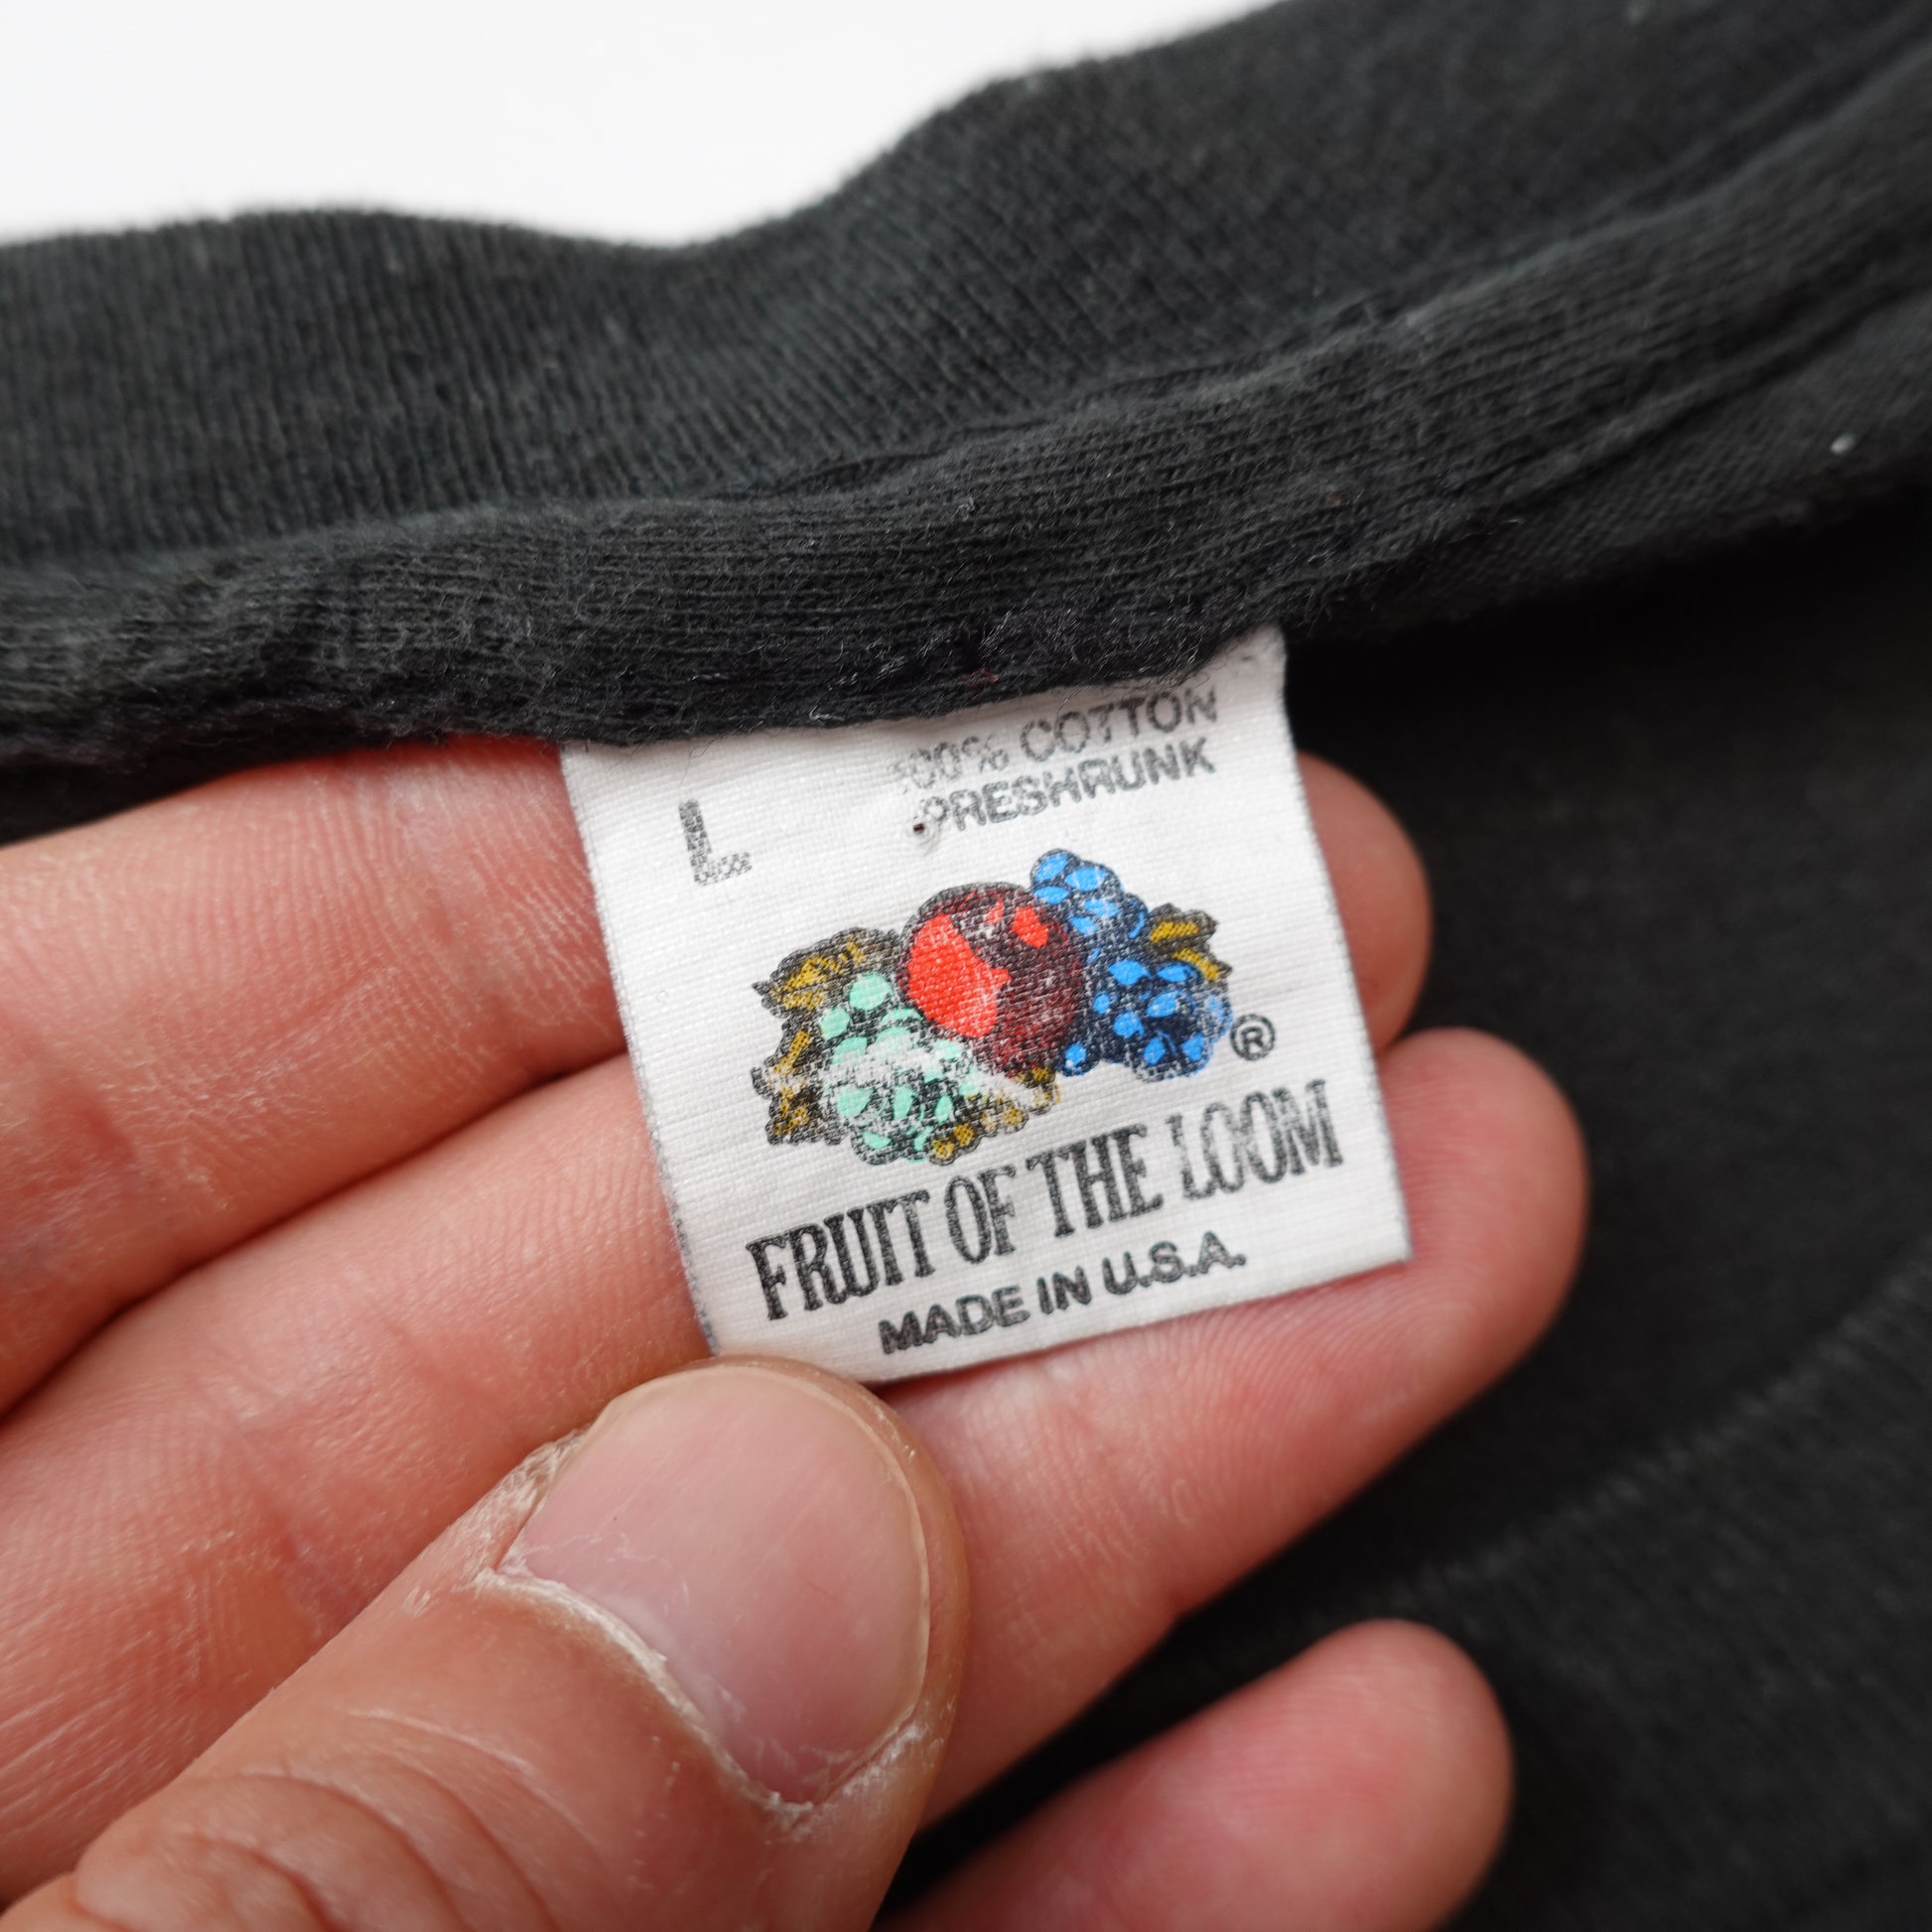 100% COTTON
PRESHRUNK
L
®
FRUIT OF THE LOOM
MADE IN U.S.A.